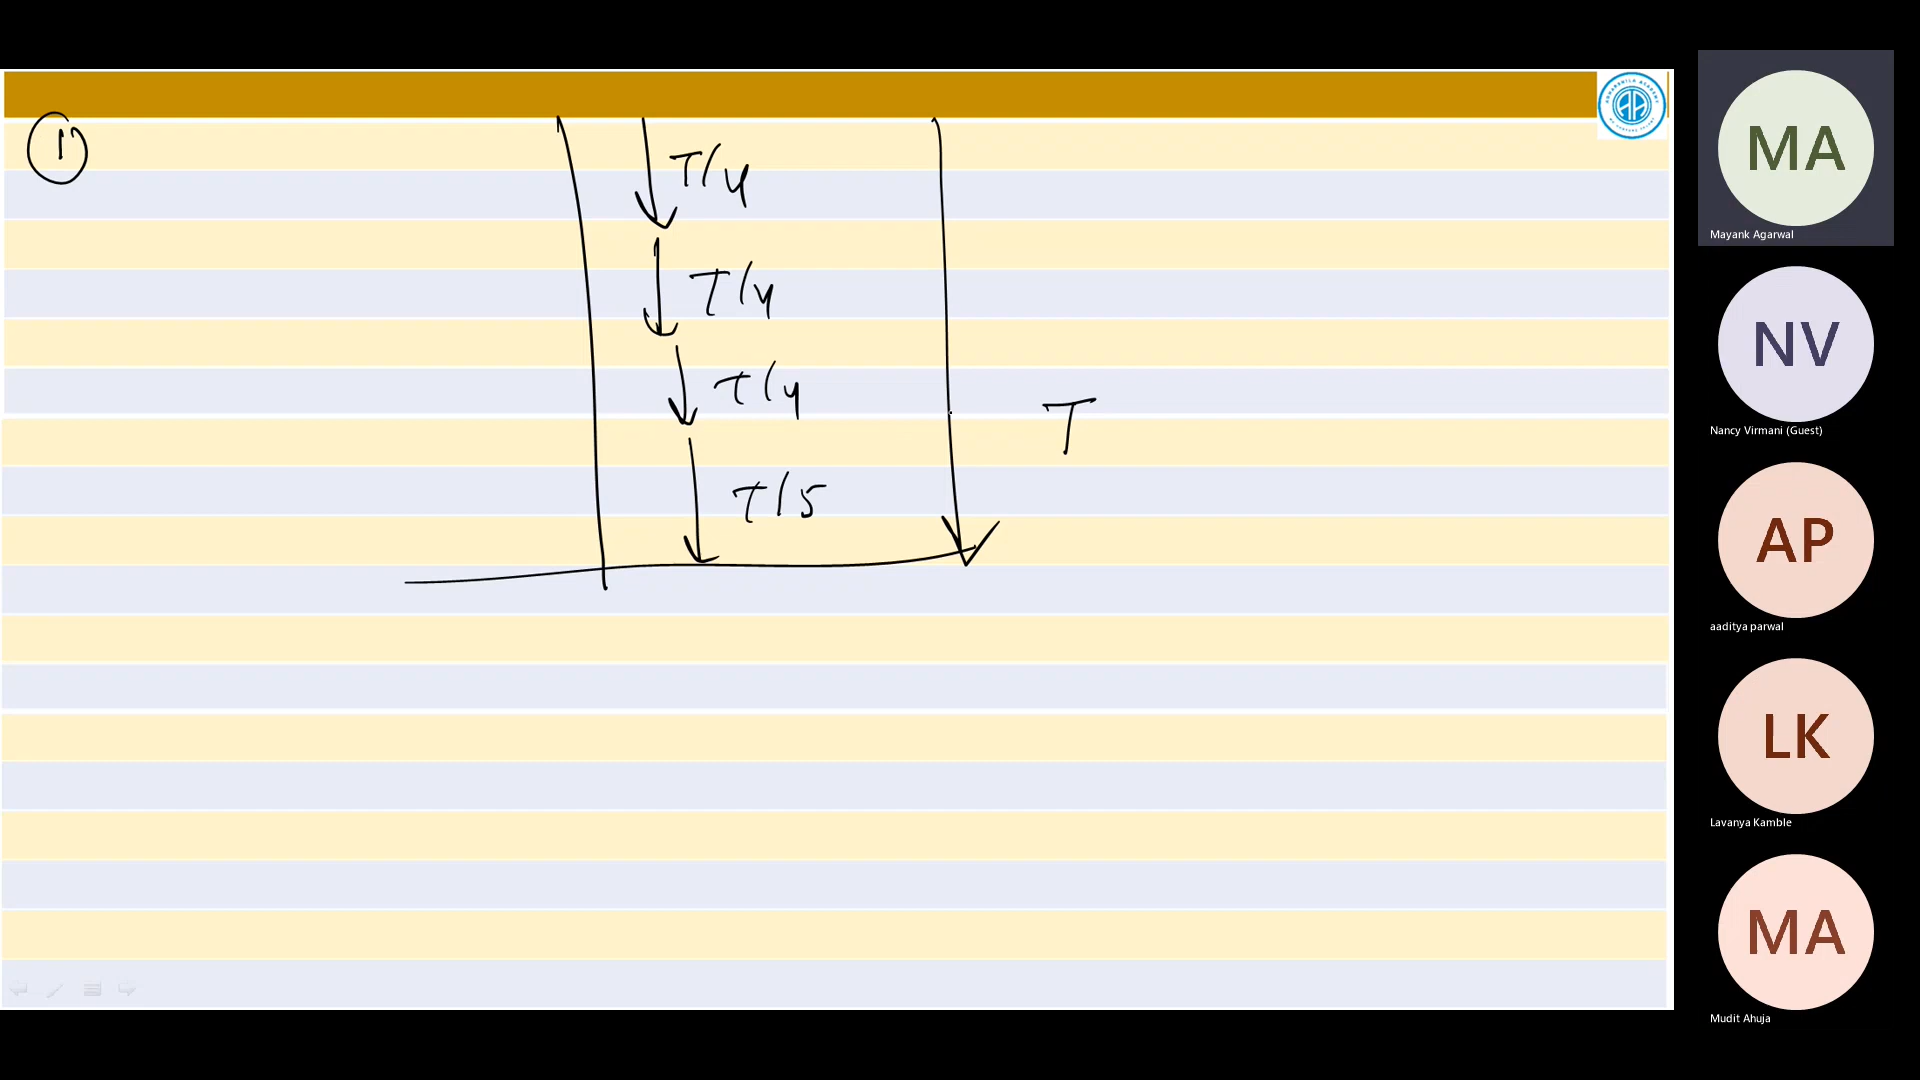 1
T/4
T/4
T/4
T
T/5
MA
Mayank Agarwal
NV
Nancy Virmani (Guest)
AP
aaditya parwal
LK
Lavanya Kamble
MA
Mudit Ahuja